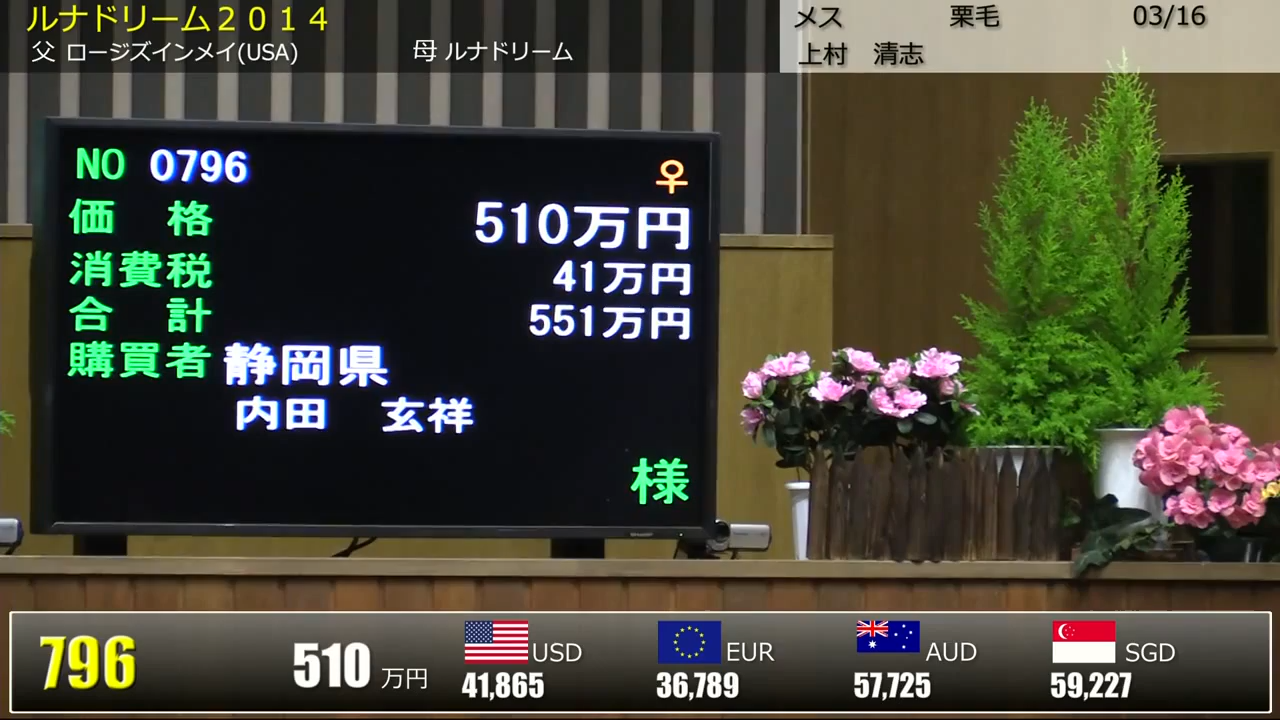 ルナドリーム２０１４
父 ロージズインメイ(USA) 母 ルナドリーム
メス 栗毛 03/16
上村 清志
NO 0796 ♀
価 格 510万円
消費税 41万円
合 計 551万円
購買者 静岡県
内田 玄祥
様
SHARP
796 510 万円
USD 41,865
EUR 36,789
AUD 57,725
SGD 59,227